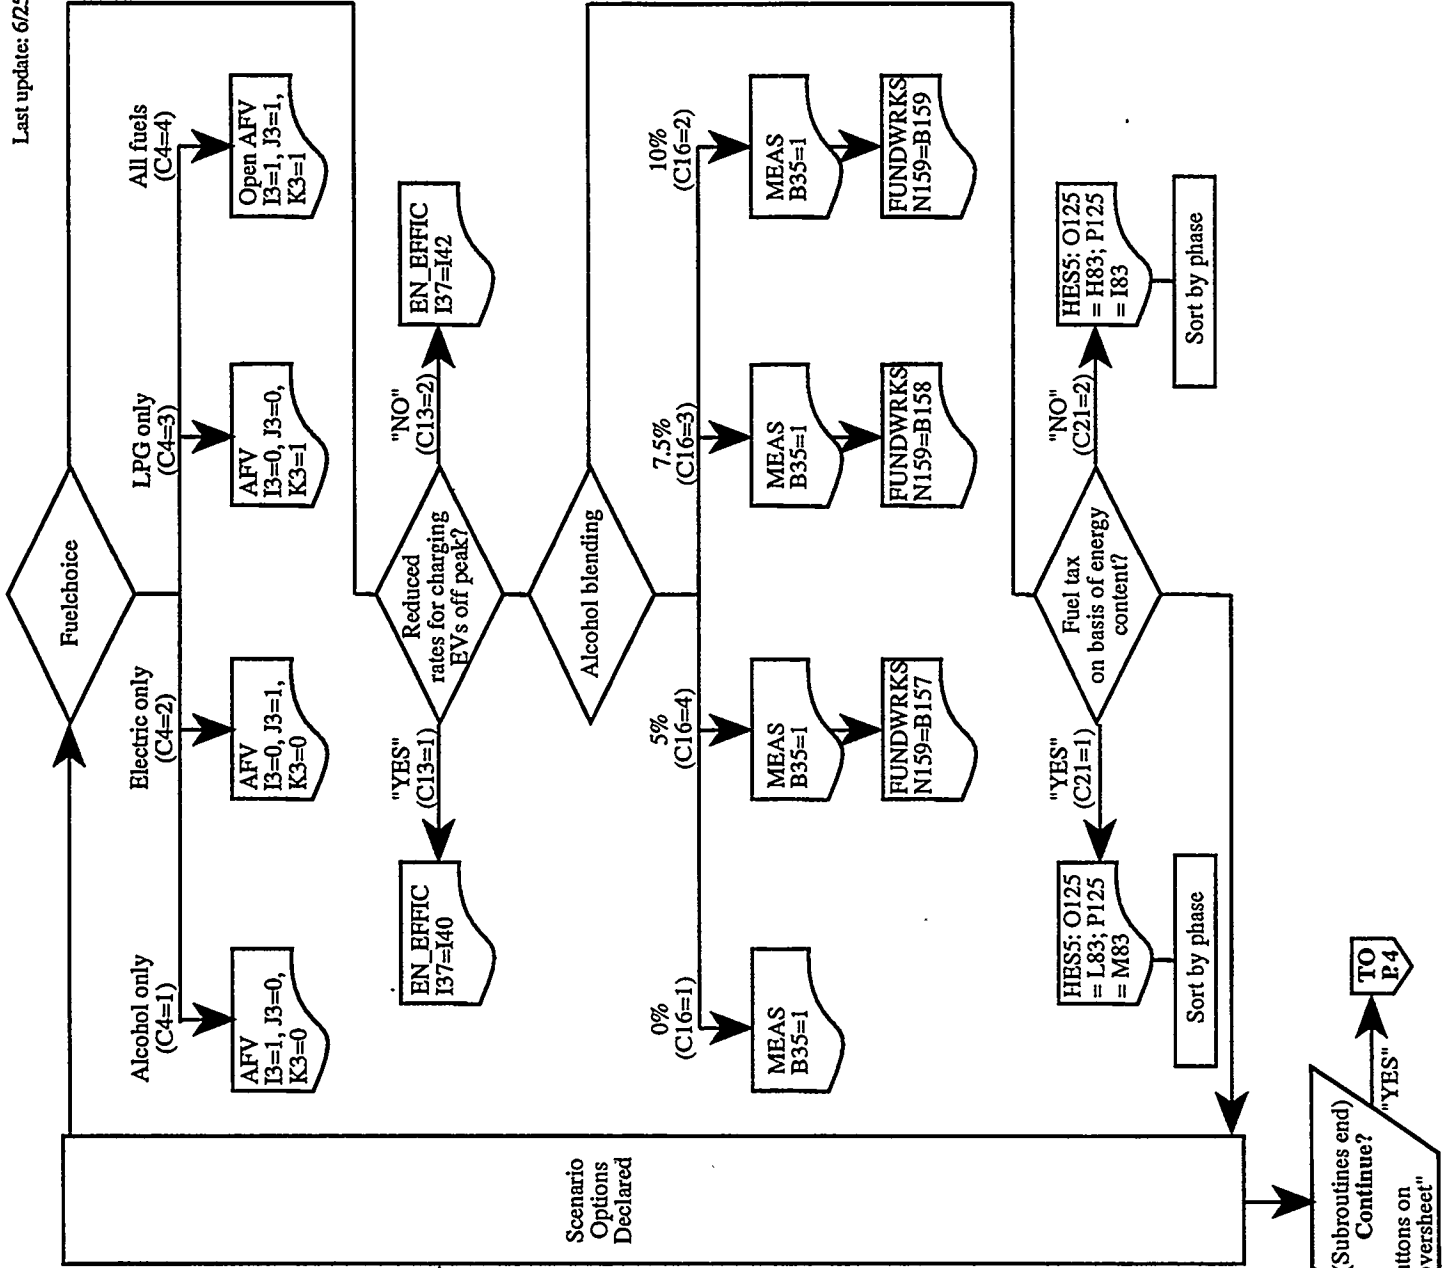 Last update: 6/25
Fuelchoice
Alcohol only
(C4=1)
Electric only
(C4=2)
LPG only
(C4=3)
All fuels
(C4=4)
AFV
I3=1, J3=0,
K3=0
AFV
I3=0, J3=1,
K3=0
AFV
I3=0, J3=0,
K3=1
Open AFV
I3=1, J3=1,
K3=1
Reduced
rates for charging
EVs off peak?
"YES"
(C13=1)
"NO"
(C13=2)
EN_EFFIC
I37=I40
EN_EFFIC
I37=I42
Alcohol blending
0%
(C16=1)
5%
(C16=4)
7.5%
(C16=3)
10%
(C16=2)
MEAS
B35=1
MEAS
B35=1
MEAS
B35=1
MEAS
B35=1
FUNDWRKS
N159=B157
FUNDWRKS
N159=B158
FUNDWRKS
N159=B159
Fuel tax
on basis of energy
content?
"YES"
(C21=1)
"NO"
(C21=2)
HES5: O125
= L83; P125
= M83
HES5: O125
= H83; P125
= I83
Sort by phase
Sort by phase
Scenario
Options
Declared
(Subroutines end)
Continue?
"YES"
TO
P.4